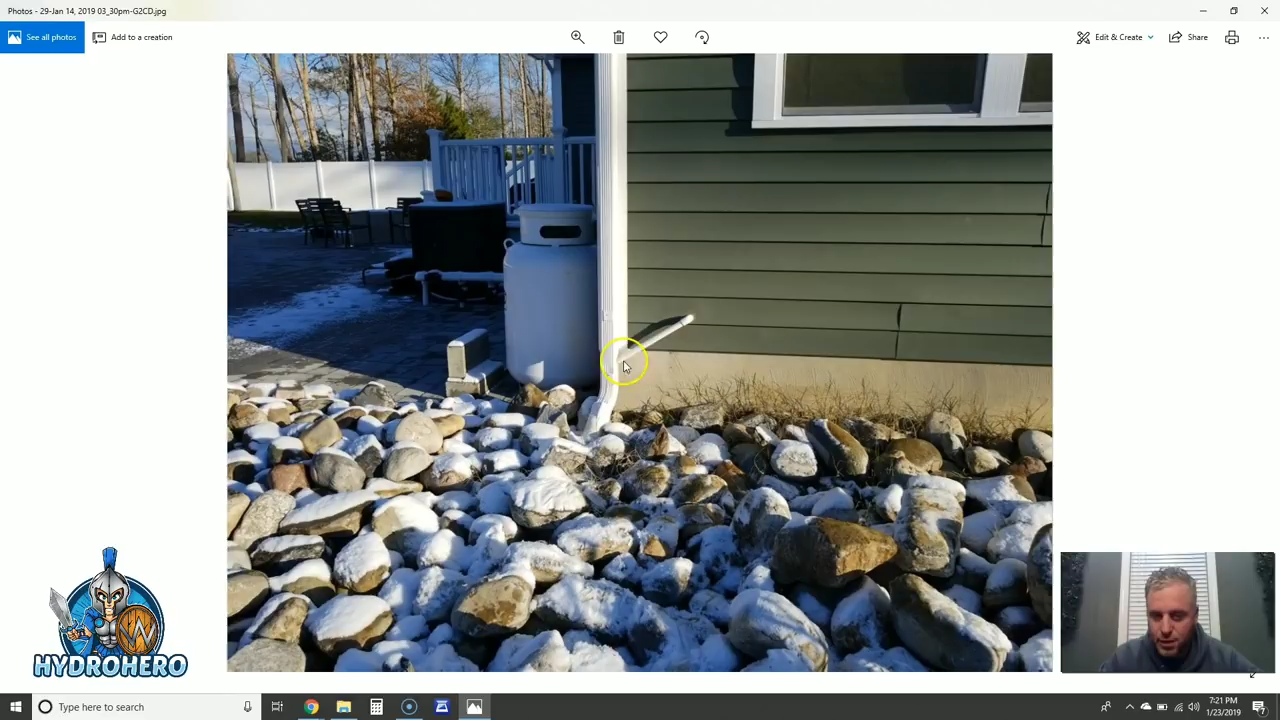 Photos - 29-Jan 14, 2019 03_30pm-G2CD.jpg
See all photos
Add to a creation
Edit & Create
Share
W
HYDROHERO
Type here to search
7:21 PM
1/23/2019
7